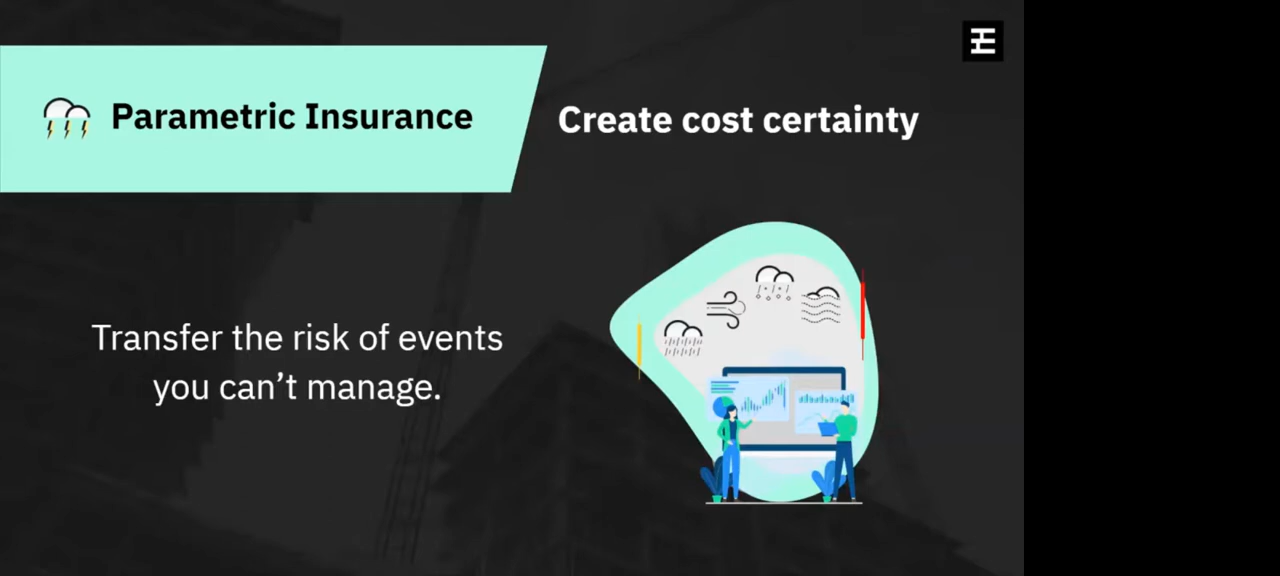 Parametric Insurance
Create cost certainty
Transfer the risk of events
you can’t manage.